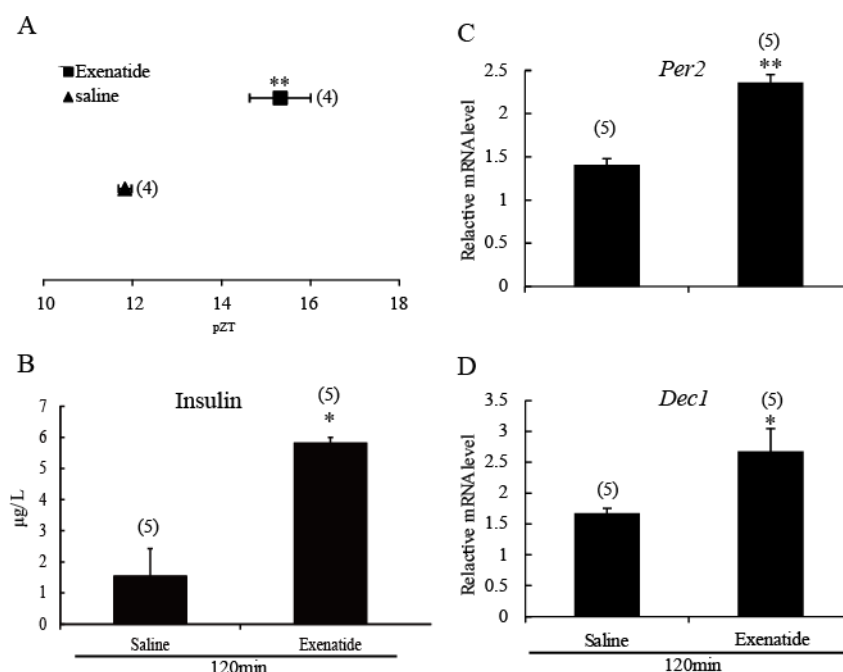 A
Exenatide
saline
**
(4)
(4)
10 12 14 16 18
pZT
B
Insulin
(5)
*
(5)
7
6
5
4
3
2
1
0
µg/L
Saline Exenatide
120min
C
Per2
(5)
**
(5)
2.5
2
1.5
1
0.5
0
Relactive mRNA level
D
Dec1
(5)
*
(5)
3.5
3
2.5
2
1.5
1
0.5
0
Relactive mRNA level
Saline Exenatide
120min